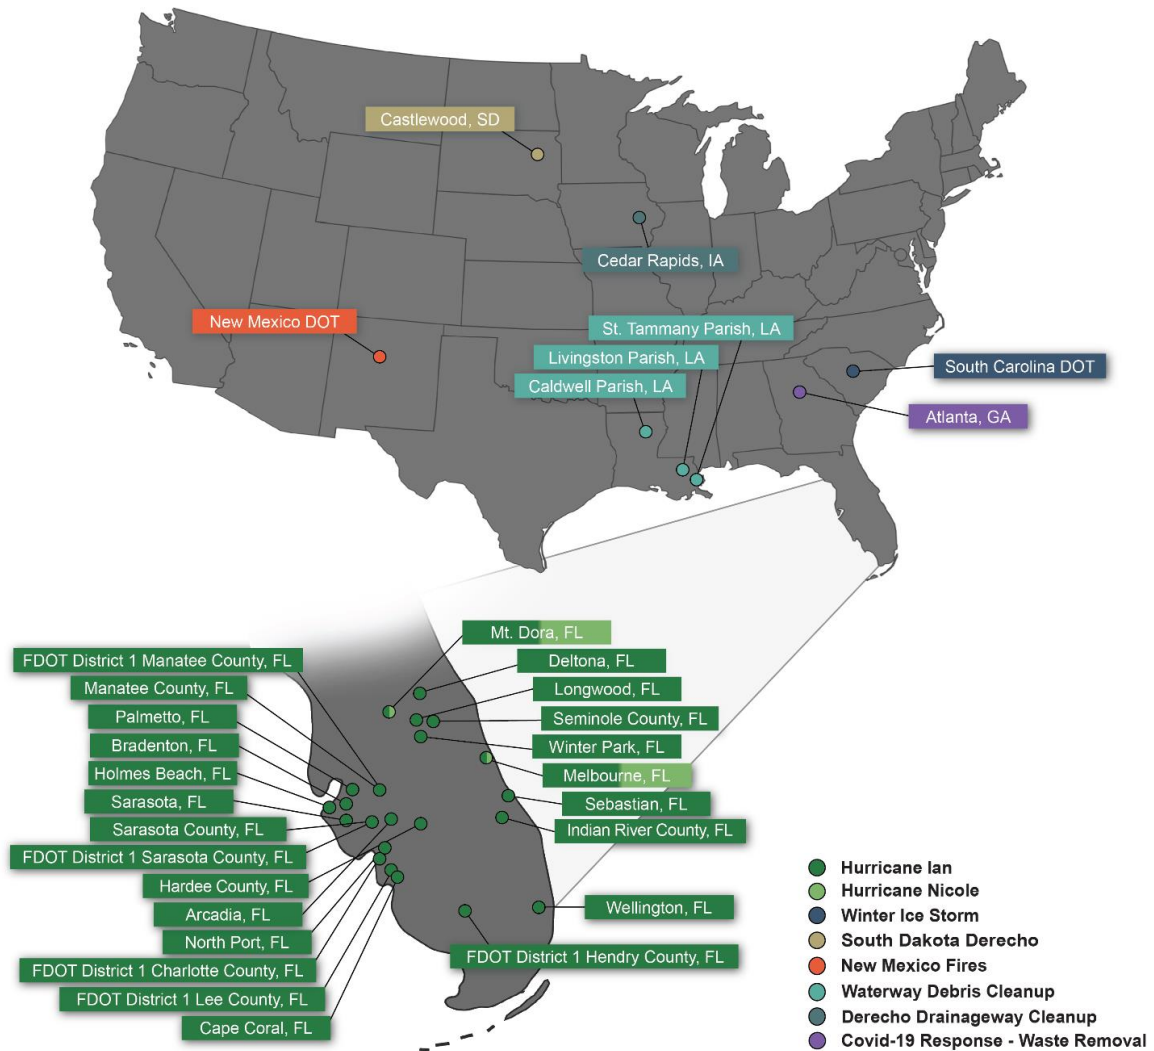 Castlewood, SD
Cedar Rapids, IA
New Mexico DOT
St. Tammany Parish, LA
Livingston Parish, LA
Caldwell Parish, LA
South Carolina DOT
Atlanta, GA
Mt. Dora, FL
FDOT District 1 Manatee County, FL
Deltona, FL
Manatee County, FL
Longwood, FL
Palmetto, FL
Seminole County, FL
Bradenton, FL
Winter Park, FL
Holmes Beach, FL
Melbourne, FL
Sarasota, FL
Sebastian, FL
Sarasota County, FL
Indian River County, FL
FDOT District 1 Sarasota County, FL
Hardee County, FL
Arcadia, FL
Wellington, FL
North Port, FL
FDOT District 1 Hendry County, FL
FDOT District 1 Charlotte County, FL
FDOT District 1 Lee County, FL
Cape Coral, FL
Hurricane Ian
Hurricane Nicole
Winter Ice Storm
South Dakota Derecho
New Mexico Fires
Waterway Debris Cleanup
Derecho Drainageway Cleanup
Covid-19 Response - Waste Removal